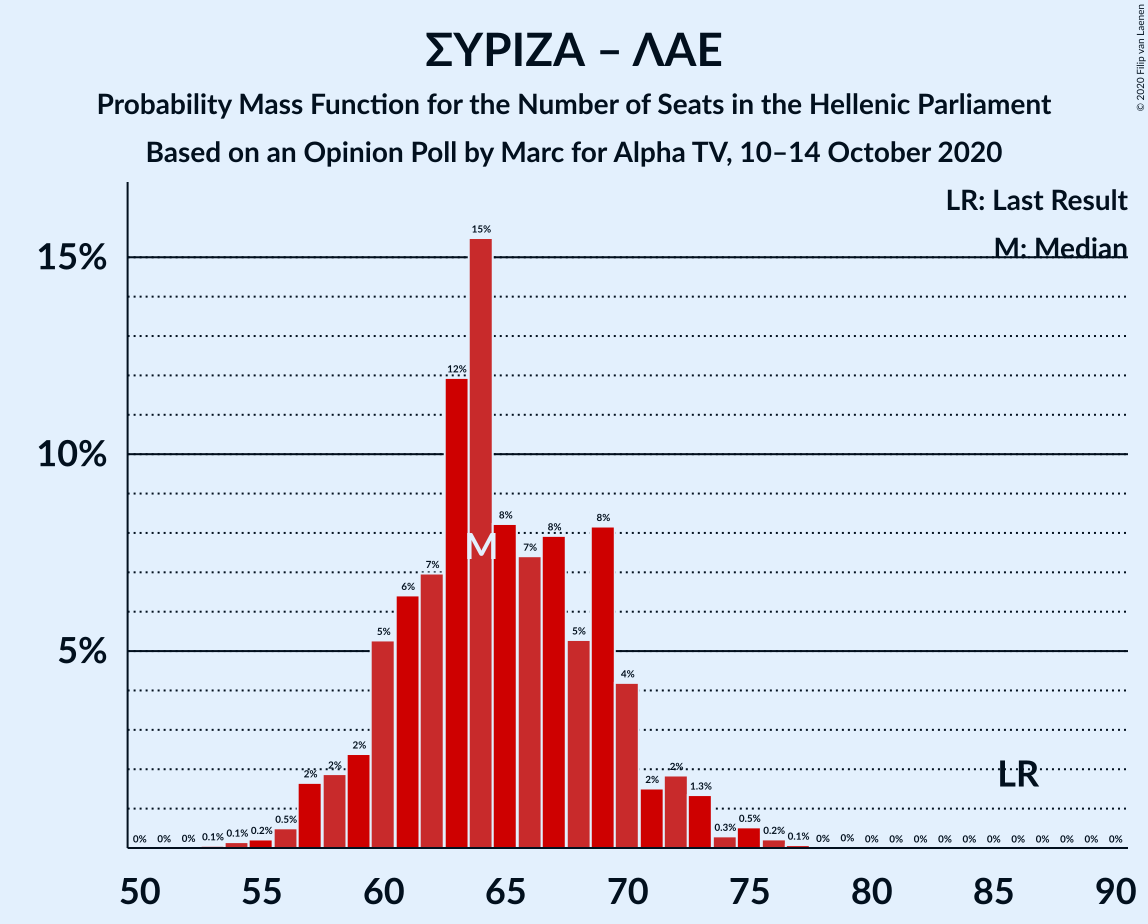 ΣΥΡΙΖΑ – ΛΑΕ
Probability Mass Function for the Number of Seats in the Hellenic Parliament
Based on an Opinion Poll by Marc for Alpha TV, 10–14 October 2020
© 2020 Filip van Laenen
LR: Last Result
M: Median
15%
10%
5%
0% 0% 0% 0.1% 0.1% 0.2% 0.5% 2% 2% 2% 5% 6% 7% 12% 15% 8% 7% 8% 5% 8% 4% 2% 2% 1.3% 0.3% 0.5% 0.2% 0.1% 0% 0% 0% 0% 0% 0% 0% 0% 0% 0% 0% 0% 0%
M
LR
50 55 60 65 70 75 80 85 90